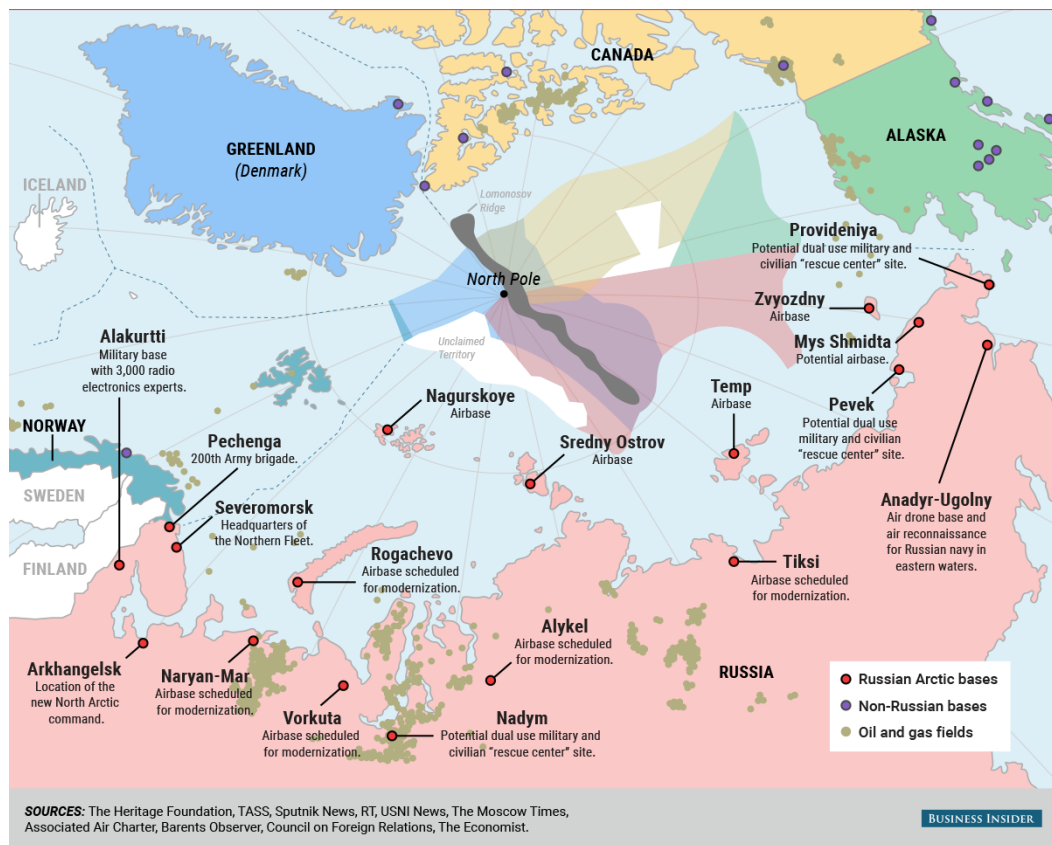 CANADA
GREENLAND
(Denmark)
ALASKA
ICELAND
Lomonosov
Ridge
North Pole
Unclaimed
Territory
Provideniya
Potential dual use military and
civilian “rescue center” site.
Zvyozdny
Airbase
Mys Shmidta
Potential airbase.
Pevek
Potential dual use
military and civilian
“rescue center” site.
Anadyr-Ugolny
Air drone base and
air reconnaissance
for Russian navy in
eastern waters.
Alakurtti
Military base
with 3,000 radio
electronics experts.
Nagurskoye
Airbase
Temp
Airbase
Sredny Ostrov
Airbase
NORWAY
SWEDEN
FINLAND
Pechenga
200th Army brigade.
Severomorsk
Headquarters of
the Northern Fleet.
Rogachevo
Airbase scheduled
for modernization.
Tiksi
Airbase scheduled
for modernization.
Alykel
Airbase scheduled
for modernization.
RUSSIA
Arkhangelsk
Location of the
new North Arctic
command.
Naryan-Mar
Airbase scheduled
for modernization.
Vorkuta
Airbase scheduled
for modernization.
Nadym
Potential dual use military and
civilian “rescue center” site.
Russian Arctic bases
Non-Russian bases
Oil and gas fields
SOURCES: The Heritage Foundation, TASS, Sputnik News, RT, USNI News, The Moscow Times,
Associated Air Charter, Barents Observer, Council on Foreign Relations, The Economist.
BUSINESS INSIDER